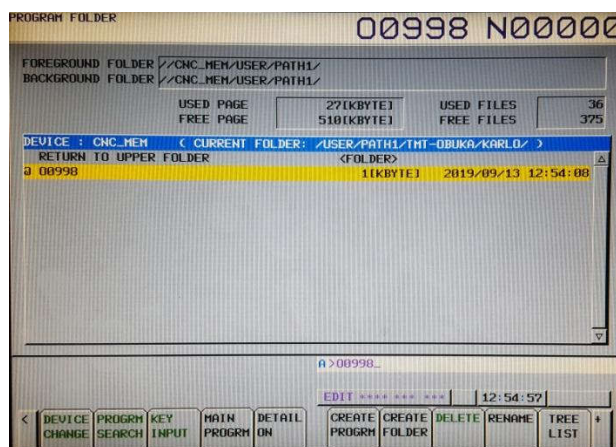 PROGRAM FOLDER
O0998 N00000
FOREGROUND FOLDER //CNC_MEM/USER/PATH1/
BACKGROUND FOLDER //CNC_MEM/USER/PATH1/
USED PAGE 27[KBYTE] USED FILES 36
FREE PAGE 510[KBYTE] FREE FILES 375
DEVICE : CNC_MEM ( CURRENT FOLDER: /USER/PATH1/TMT-OBUKA/KARLO/ )
RETURN TO UPPER FOLDER <FOLDER>
@ O0998 1[KBYTE] 2019/09/13 12:54:08
A >O0998_
EDIT **** *** *** 12:54:57
< DEVICE CHANGE PROGRM SEARCH KEY INPUT MAIN PROGRM DETAIL ON CREATE PROGRM CREATE FOLDER DELETE RENAME TREE LIST +